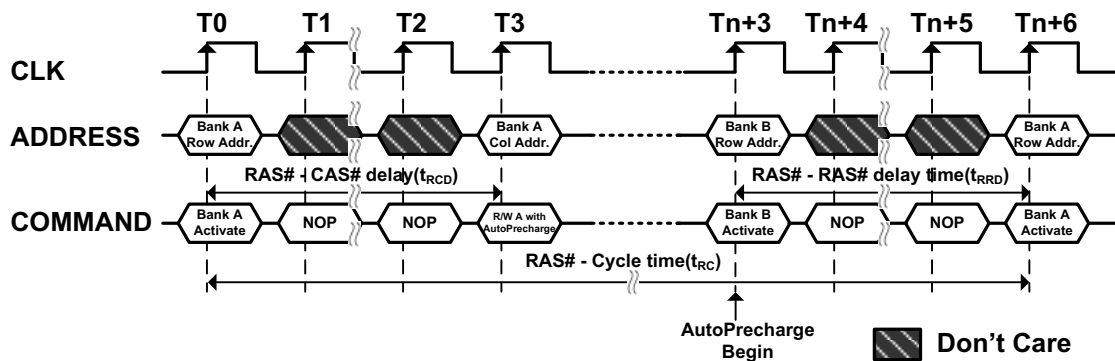 T0 T1 T2 T3 Tn+3 Tn+4 Tn+5 Tn+6
CLK
ADDRESS
Bank A
Row Addr.
Bank A
Col Addr.
Bank B
Row Addr.
Bank A
Row Addr.
RAS# - CAS# delay(tRCD)
RAS# - RAS# delay time(tRRD)
COMMAND
Bank A
Activate
NOP
NOP
R/W A with
AutoPrecharge
Bank B
Activate
NOP
NOP
Bank A
Activate
RAS# - Cycle time(tRC)
AutoPrecharge
Begin
Don't Care